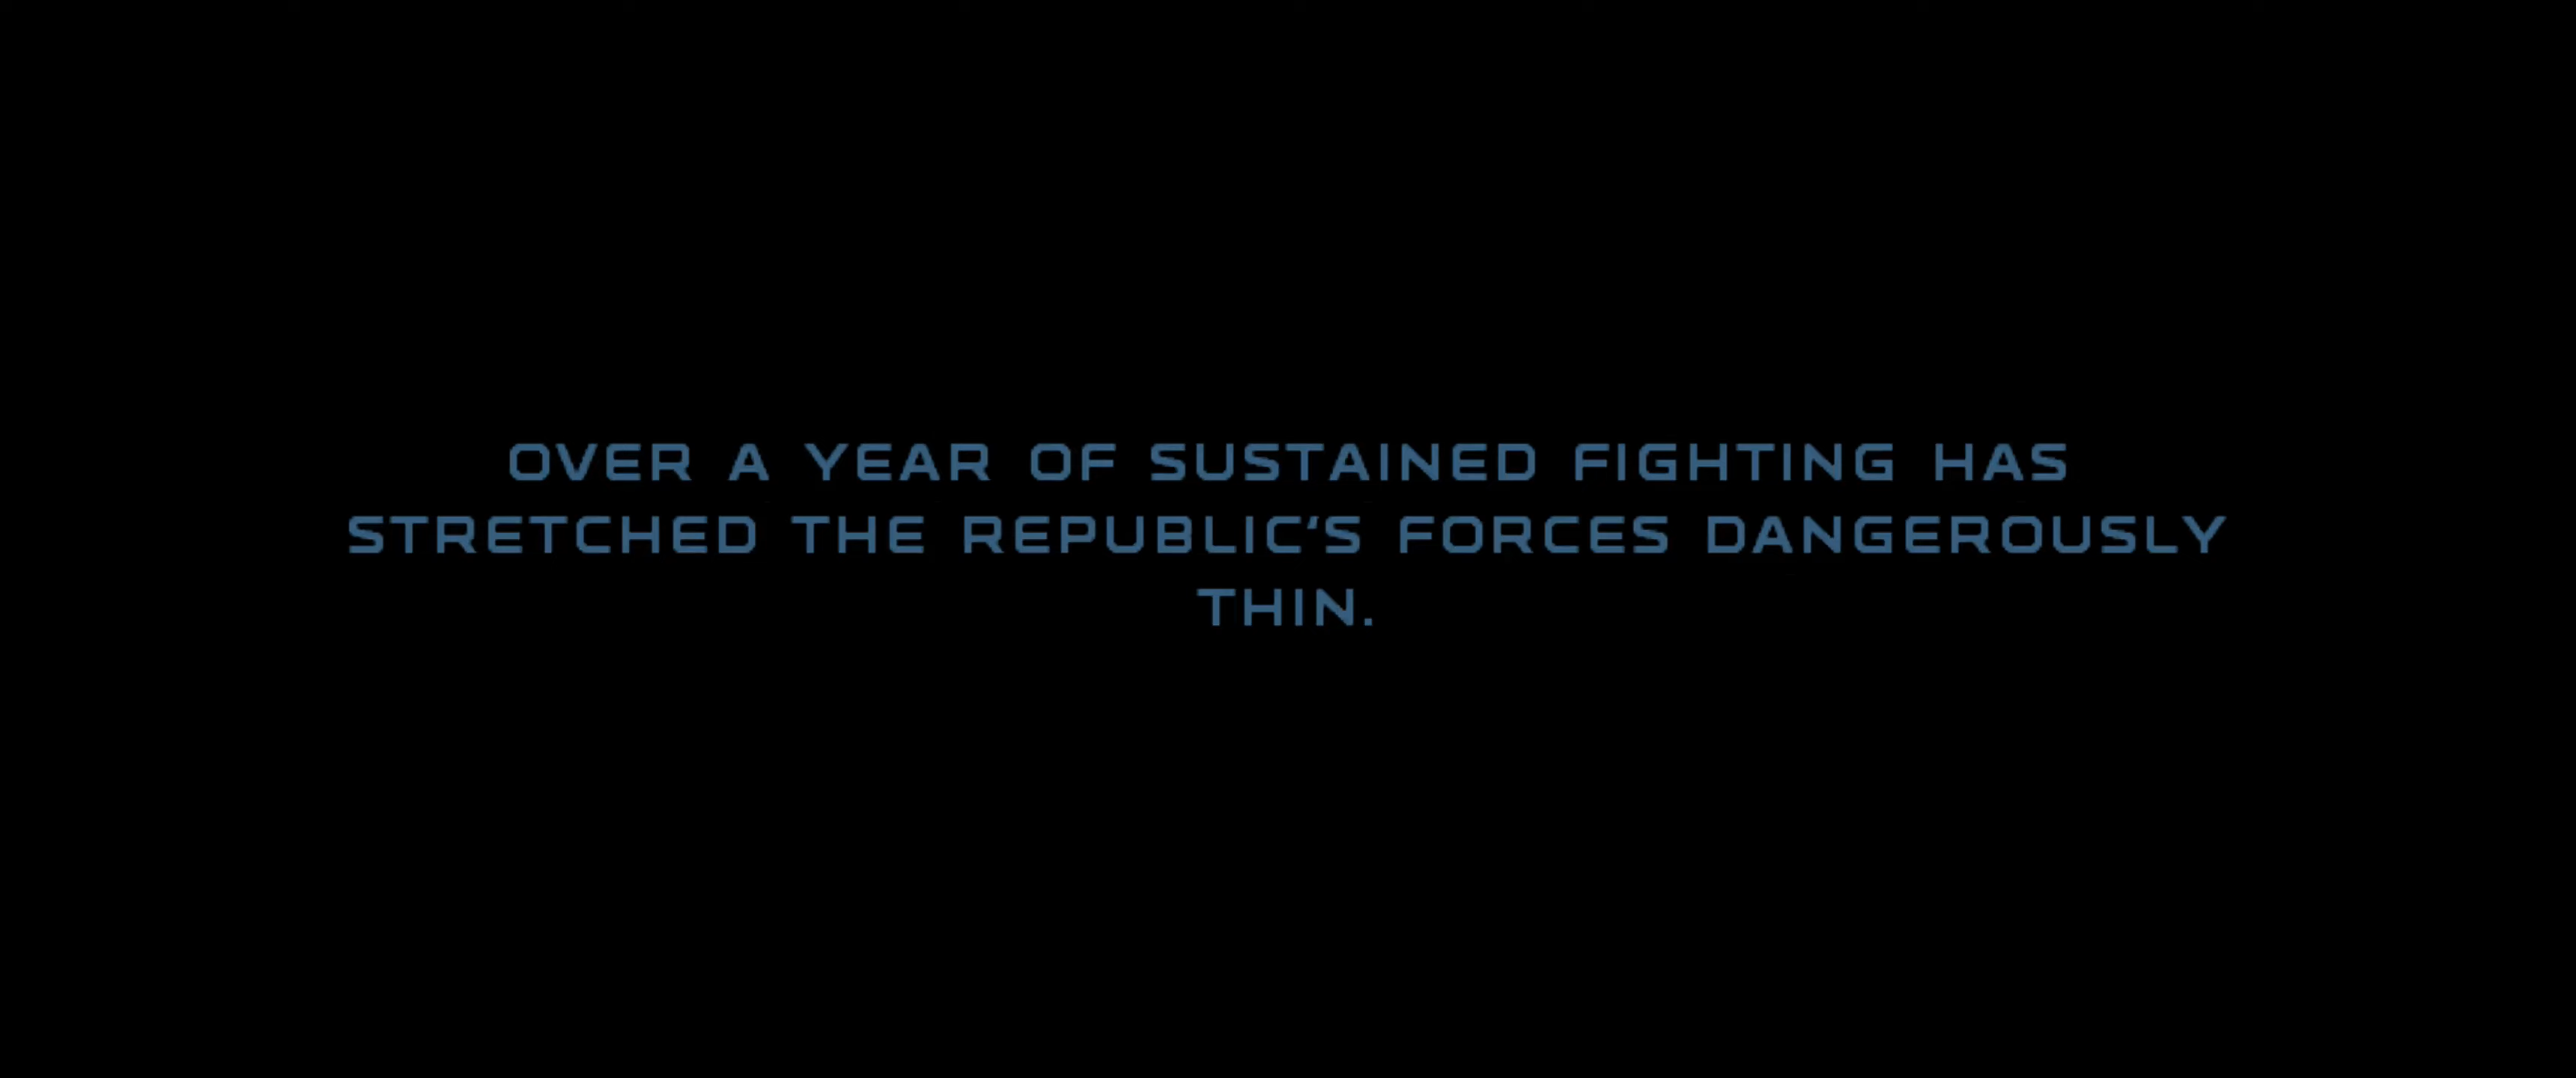 OVER A YEAR OF SUSTAINED FIGHTING HAS
STRETCHED THE REPUBLIC'S FORCES DANGEROUSLY
THIN.